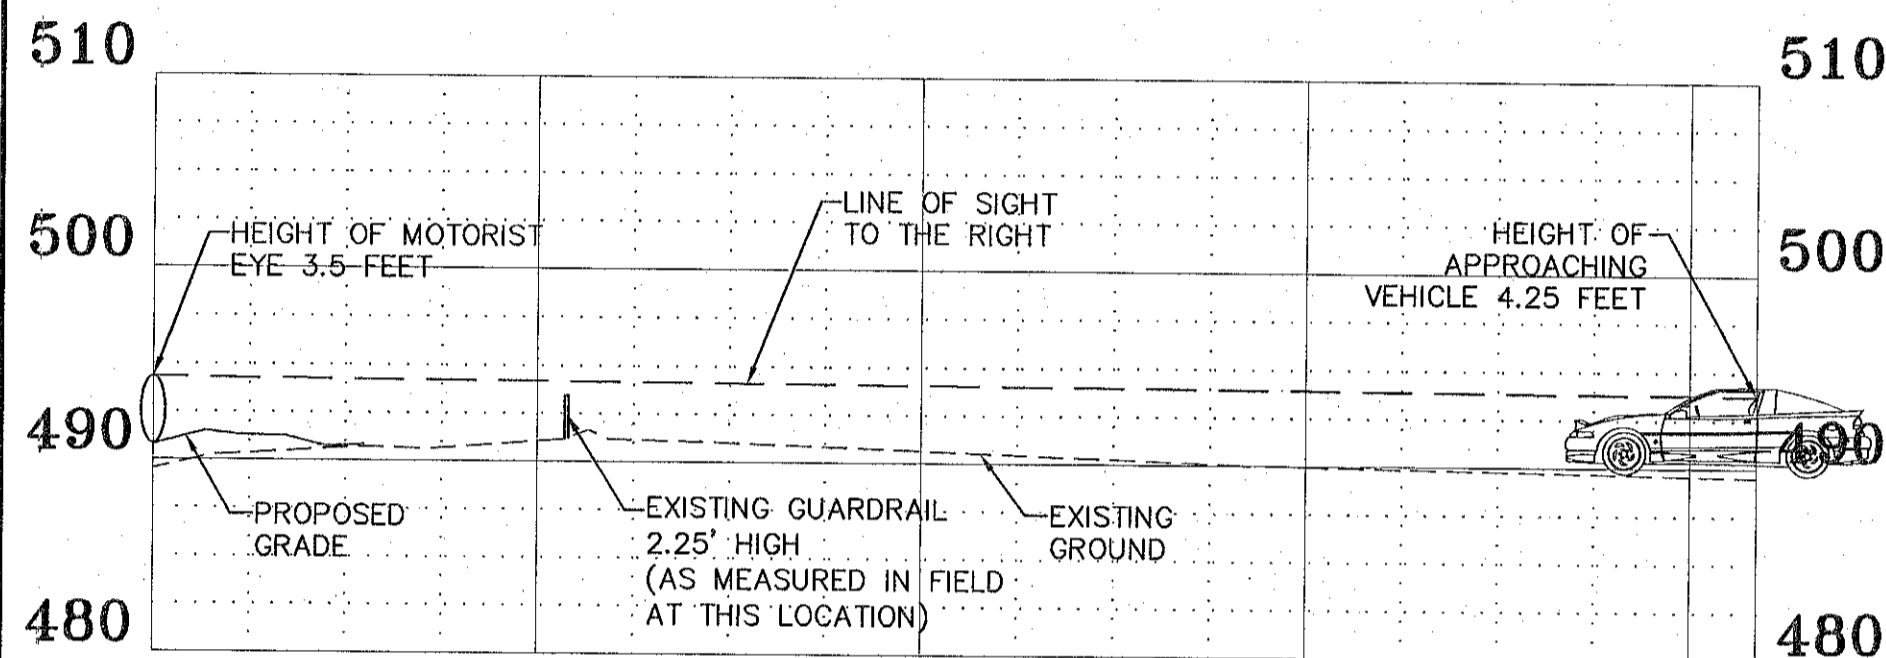 510
510
LINE OF SIGHT
TO THE RIGHT
500
HEIGHT OF MOTORIST
EYE 3.5 FEET
HEIGHT OF
APPROACHING
VEHICLE 4.25 FEET
500
490
490
PROPOSED
GRADE
EXISTING GUARDRAIL
2.25' HIGH
(AS MEASURED IN FIELD
AT THIS LOCATION)
EXISTING
GROUND
480
480